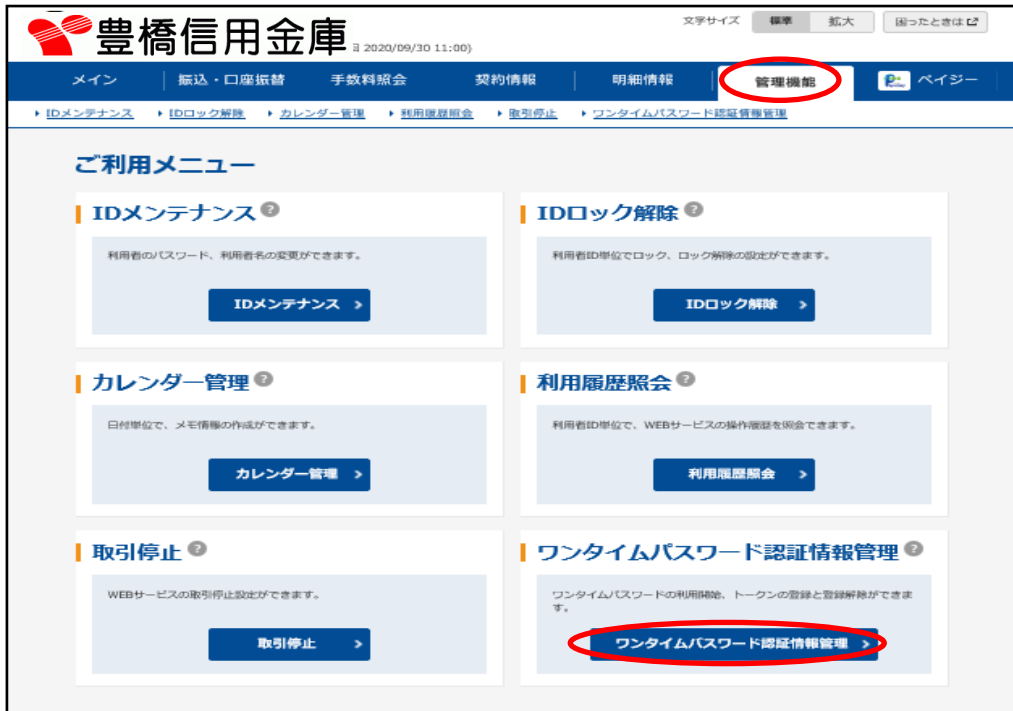 文字サイズ 標準 拡大 困ったときは
豊橋信用金庫
2020/09/30 11:00)
メイン 振込・口座振替 手数料照会 契約情報 明細情報 管理機能 ペイジー
IDメンテナンス IDロック解除 カレンダー管理 利用履歴照会 取引停止 ワンタイムパスワード認証情報管理
ご利用メニュー
IDメンテナンス ?
利用者のパスワード、利用者名の変更ができます。
IDメンテナンス
IDロック解除 ?
利用者ID単位でロック、ロック解除の設定ができます。
IDロック解除
カレンダー管理 ?
日付単位で、メモ情報の作成ができます。
カレンダー管理
利用履歴照会 ?
利用者ID単位で、WEBサービスの操作履歴を照会できます。
利用履歴照会
取引停止 ?
WEBサービスの取引停止設定ができます。
取引停止
ワンタイムパスワード認証情報管理 ?
ワンタイムパスワードの利用開始、トークンの登録と登録解除ができま
す。
ワンタイムパスワード認証情報管理